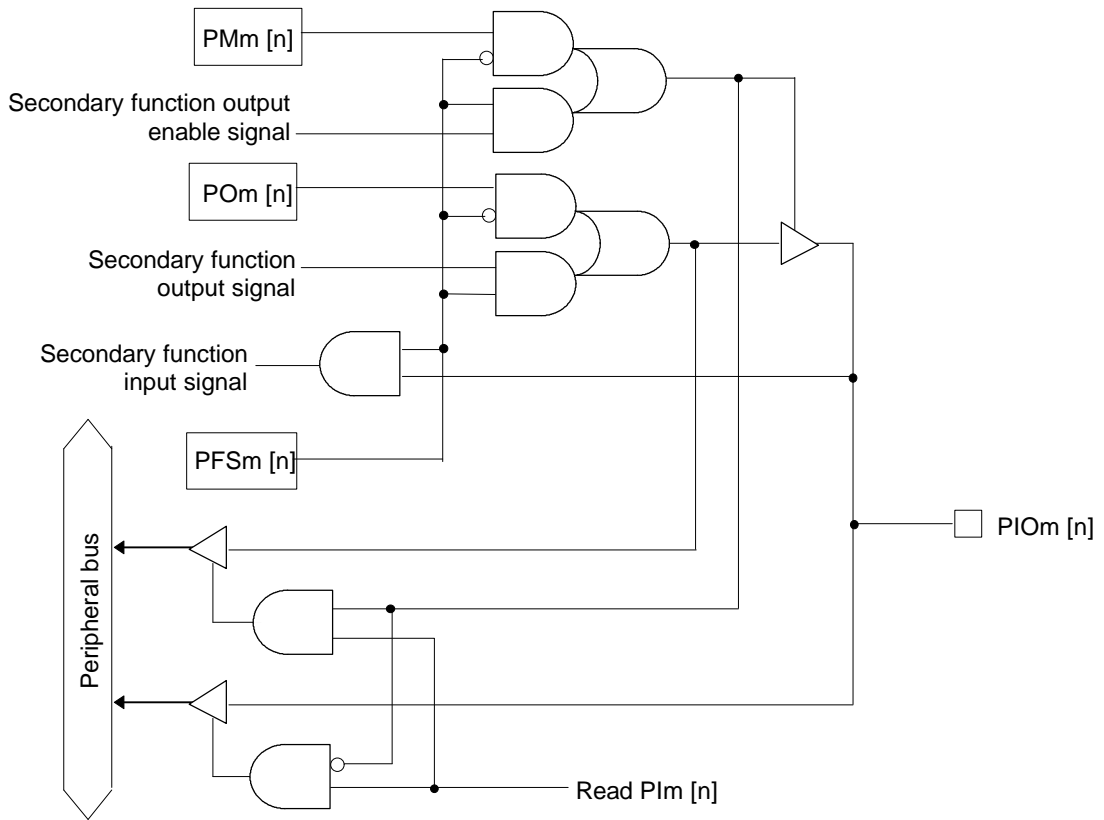 PMm [n]
Secondary function output
enable signal
POm [n]
Secondary function
output signal
Secondary function
input signal
PFSm [n]
Peripheral bus
PIOm [n]
Read PIm [n]